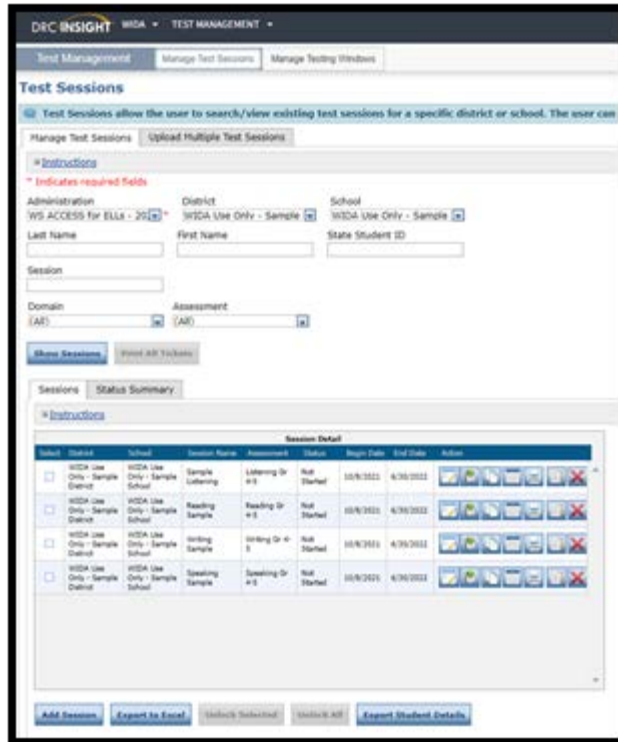 DRC INSIGHT WIDA TEST MANAGEMENT
Test Management Manage Test Sessions Manage Testing Windows
Test Sessions
Test Sessions allow the user to search/view existing test sessions for a specific district or school. The user can
Manage Test Sessions Upload Multiple Test Sessions
Instructions
* Indicates required fields
Administration District School
WS ACCESS for ELLs - 20 * WIDA Use Only - Sample WIDA Use Only - Sample
Last Name First Name State Student ID
Session
Domain Assessment
(All) (All)
Show Sessions Print All Tickets
Sessions Status Summary
Instructions
Session Detail
Select District School Session Name Assessment Status Begin Date End Date Action
WIDA Use Only - Sample District WIDA Use Only - Sample School Sample Listening Listening Gr 4-5 Not Started 10/9/2021 6/30/2022
WIDA Use Only - Sample District WIDA Use Only - Sample School Reading Sample Reading Gr 4-5 Not Started 10/9/2021 6/30/2022
WIDA Use Only - Sample District WIDA Use Only - Sample School Writing Sample Writing Gr 4-5 Not Started 10/9/2021 6/30/2022
WIDA Use Only - Sample District WIDA Use Only - Sample School Speaking Sample Speaking Gr 4-5 Not Started 10/9/2021 6/30/2022
Add Session Export to Excel Unlock Selected Unlock All Export Student Details